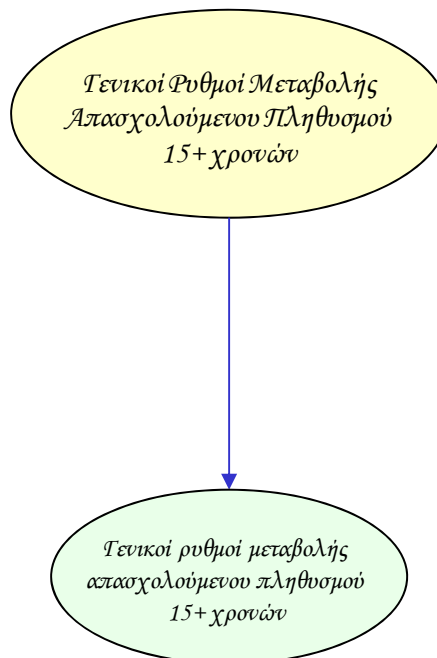 Γενικοί Ρυθμοί Μεταβολής
Απασχολούμενου Πληθυσμού
15+ χρονών
Γενικοί ρυθμοί μεταβολής
απασχολούμενου πληθυσμού
15+ χρονών